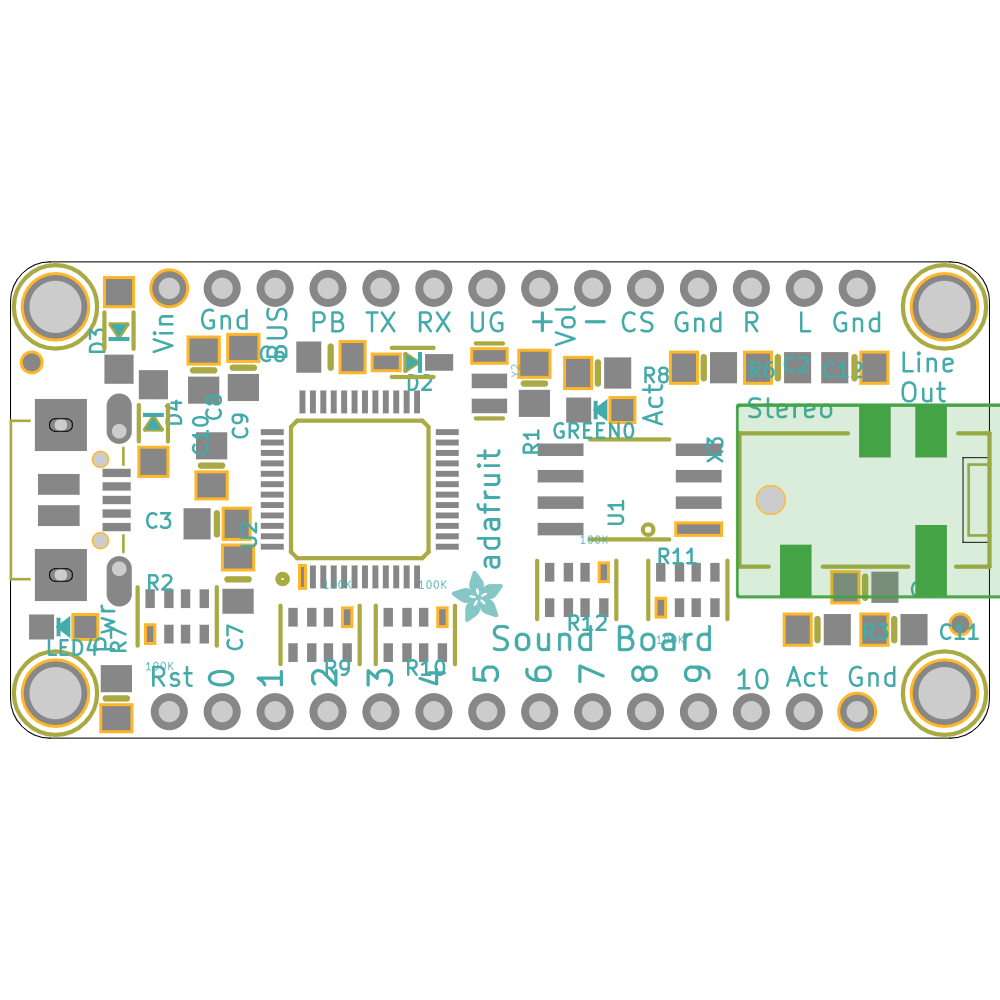 D3
Vin
Gnd
BUS
PB
TX
RX
UG
+
Vol
-
CS
Gnd
R
L
Gnd
D2
R8
R6
C2
C12
Line
Out
D4
C8
C10
C9
Act
GREEN0
Stereo
R1
X3
C3
U2
U1
adafruit
100K
100K
100K
R2
R11
R12
Pwr
LED4
R7
C7
100K
R9
R10
Sound Board
100K
R3
C11
Rst
0
1
2
3
4
5
6
7
8
9
10
Act
Gnd